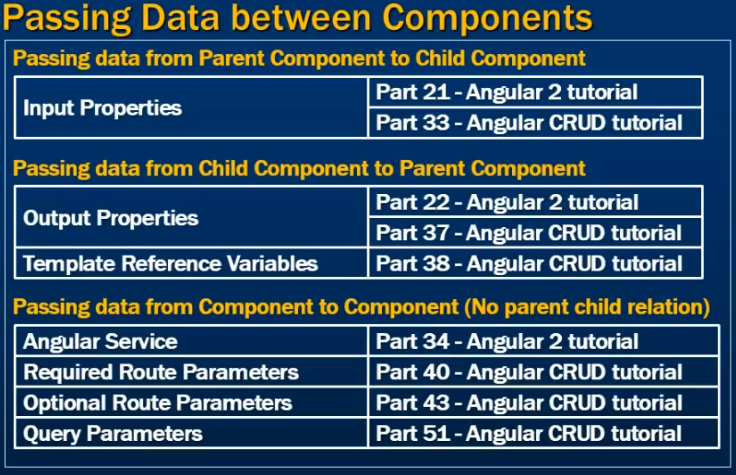 Passing Data between Components
Passing data from Parent Component to Child Component
Input Properties
Part 21 - Angular 2 tutorial
Part 33 - Angular CRUD tutorial
Passing data from Child Component to Parent Component
Output Properties
Part 22 - Angular 2 tutorial
Part 37 - Angular CRUD tutorial
Template Reference Variables
Part 38 - Angular CRUD tutorial
Passing data from Component to Component (No parent child relation)
Angular Service
Part 34 - Angular 2 tutorial
Required Route Parameters
Part 40 - Angular CRUD tutorial
Optional Route Parameters
Part 43 - Angular CRUD tutorial
Query Parameters
Part 51 - Angular CRUD tutorial